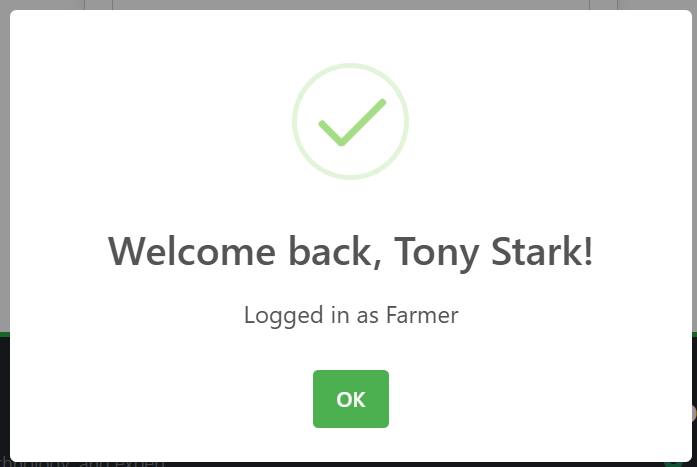 Welcome back, Tony Stark!
Logged in as Farmer
OK